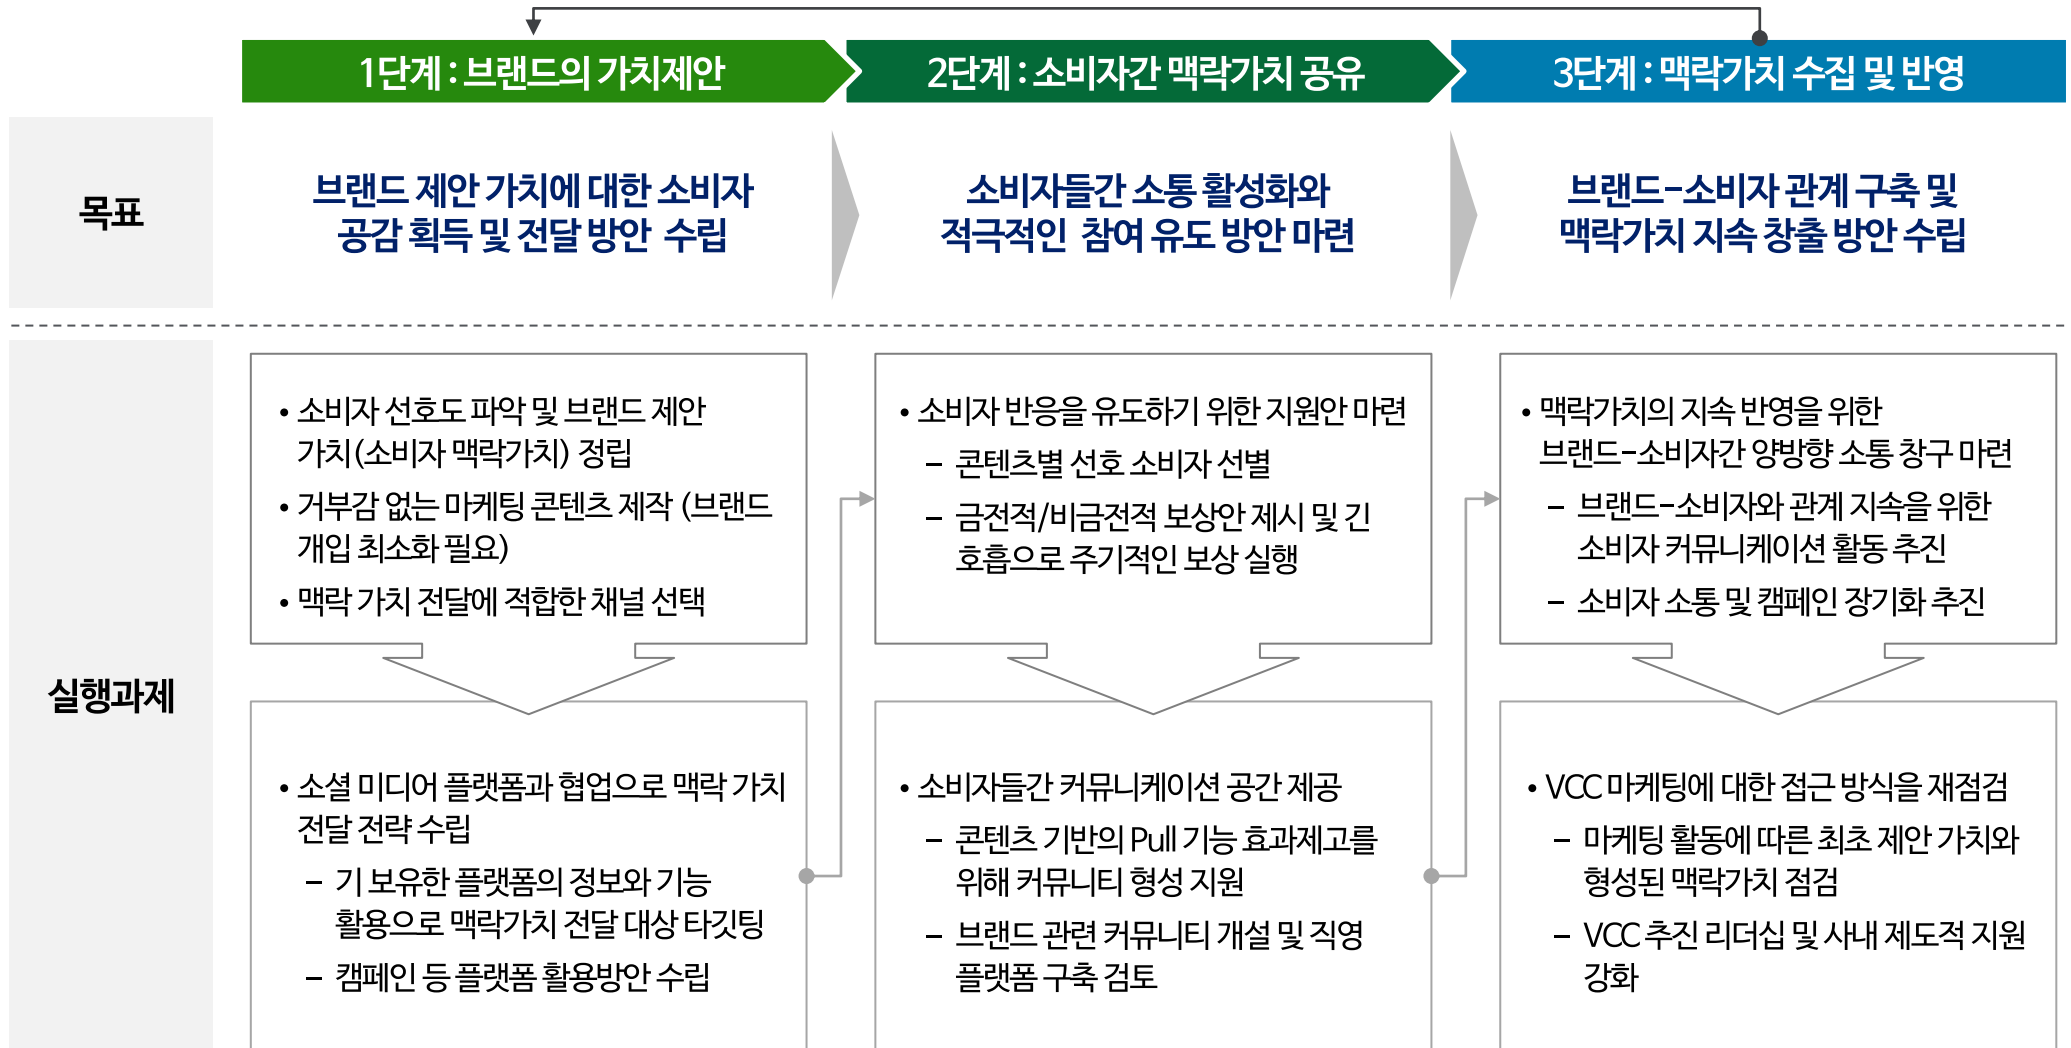 1단계 : 브랜드의 가치제안
2단계 : 소비자간 맥락가치 공유
3단계 : 맥락가치 수집 및 반영
목표
브랜드 제안 가치에 대한 소비자
공감 획득 및 전달 방안 수립
소비자들간 소통 활성화와
적극적인 참여 유도 방안 마련
브랜드-소비자 관계 구축 및
맥락가치 지속 창출 방안 수립
실행과제
• 소비자 선호도 파악 및 브랜드 제안
가치(소비자 맥락가치) 정립
• 거부감 없는 마케팅 콘텐츠 제작 (브랜드
개입 최소화 필요)
• 맥락 가치 전달에 적합한 채널 선택
• 소셜 미디어 플랫폼과 협업으로 맥락 가치
전달 전략 수립
– 기 보유한 플랫폼의 정보와 기능
활용으로 맥락가치 전달 대상 타깃팅
– 캠페인 등 플랫폼 활용방안 수립
• 소비자 반응을 유도하기 위한 지원안 마련
– 콘텐츠별 선호 소비자 선별
– 금전적/비금전적 보상안 제시 및 긴
호흡으로 주기적인 보상 실행
• 소비자들간 커뮤니케이션 공간 제공
– 콘텐츠 기반의 Pull 기능 효과제고를
위해 커뮤니티 형성 지원
– 브랜드 관련 커뮤니티 개설 및 직영
플랫폼 구축 검토
• 맥락가치의 지속 반영을 위한
브랜드-소비자간 양방향 소통 창구 마련
– 브랜드-소비자와 관계 지속을 위한
소비자 커뮤니케이션 활동 추진
– 소비자 소통 및 캠페인 장기화 추진
• VCC 마케팅에 대한 접근 방식을 재점검
– 마케팅 활동에 따른 최초 제안 가치와
형성된 맥락가치 점검
– VCC 추진 리더십 및 사내 제도적 지원
강화